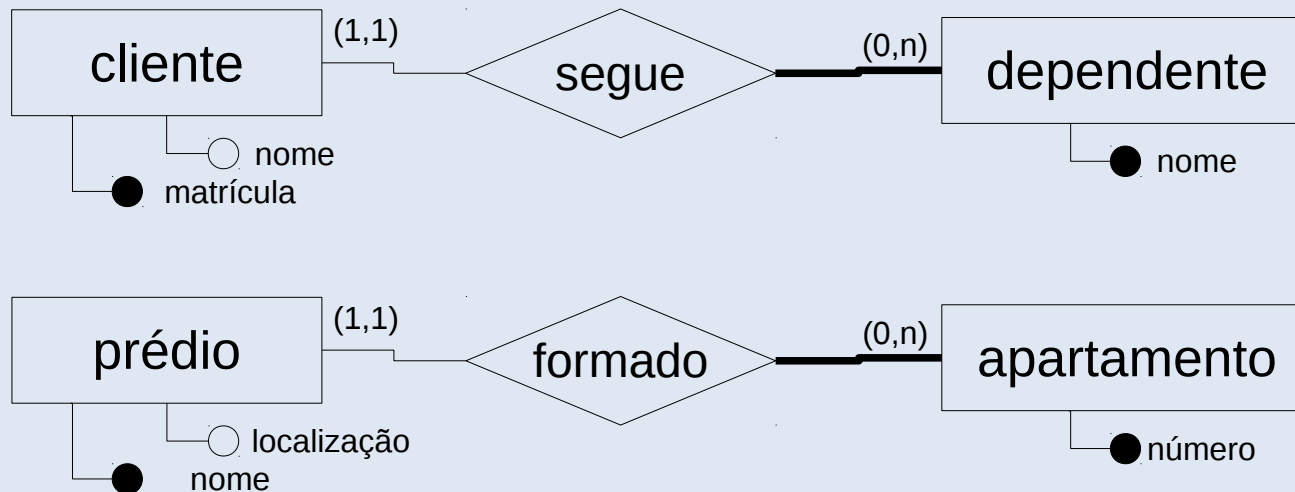 cliente (1,1) segue (0,n) dependente
nome
matrícula
nome
prédio (1,1) formado (0,n) apartamento
localização
nome
número